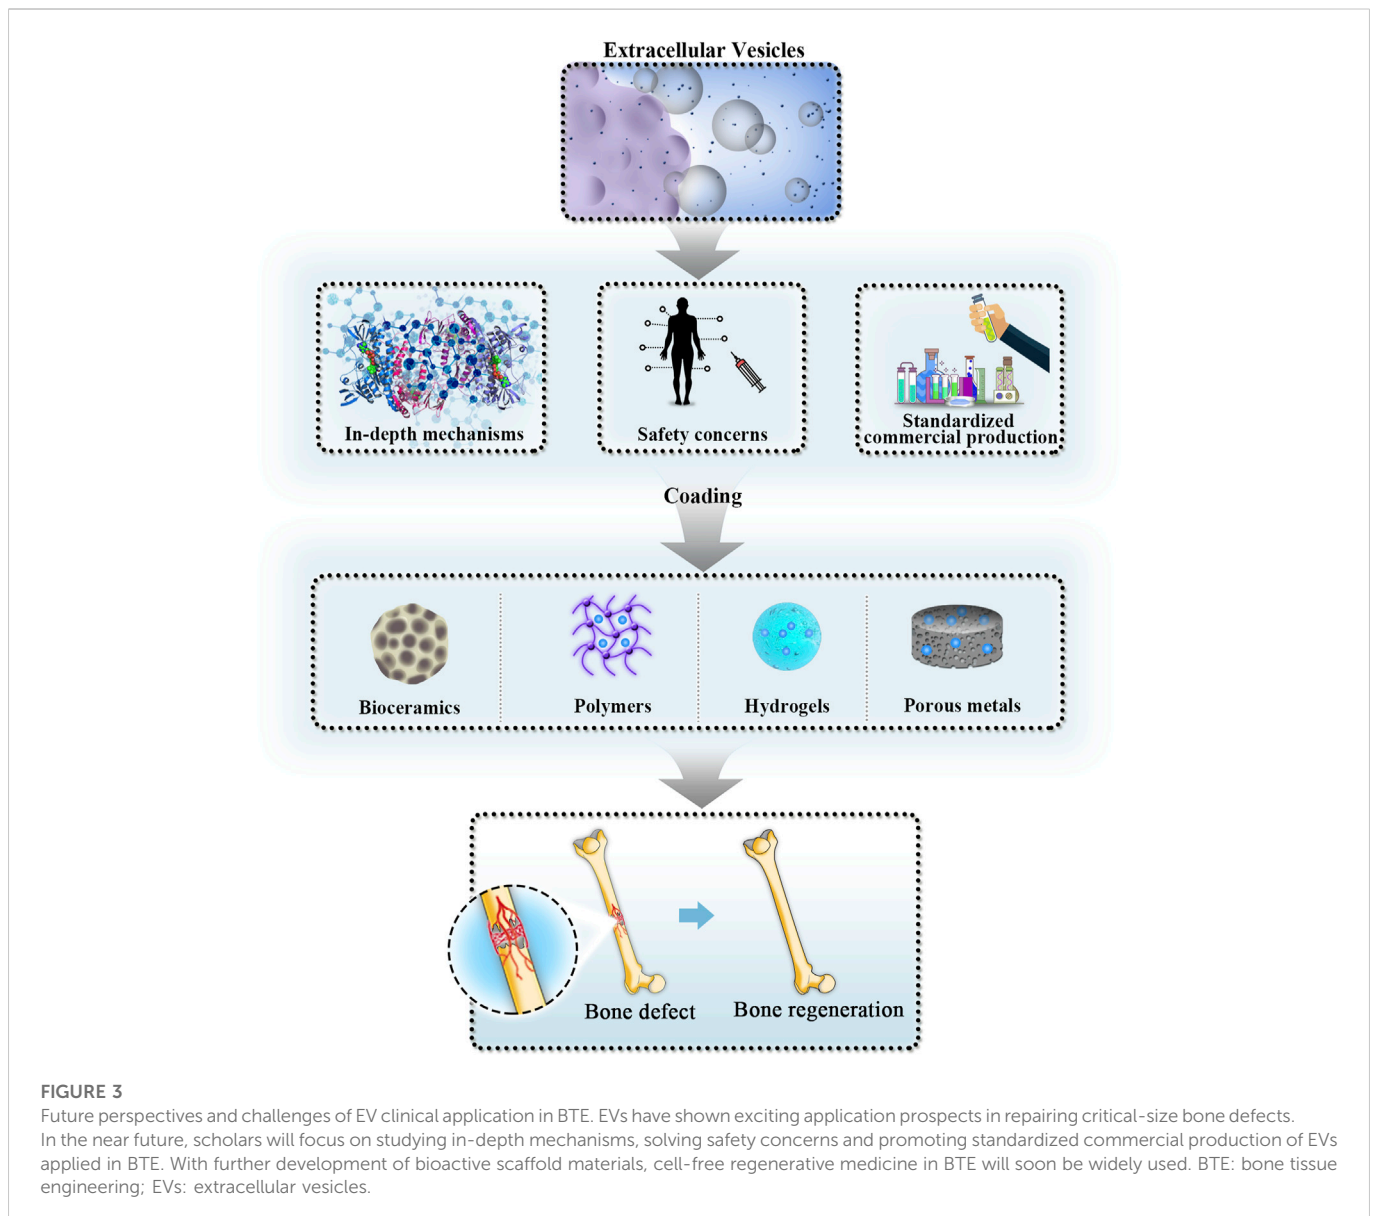 Extracellular Vesicles
In-depth mechanisms
Safety concerns
Standardized
commercial production
Coading
Bioceramics
Polymers
Hydrogels
Porous metals
Bone defect
Bone regeneration
FIGURE 3
Future perspectives and challenges of EV clinical application in BTE. EVs have shown exciting application prospects in repairing critical-size bone defects.
In the near future, scholars will focus on studying in-depth mechanisms, solving safety concerns and promoting standardized commercial production of EVs
applied in BTE. With further development of bioactive scaffold materials, cell-free regenerative medicine in BTE will soon be widely used. BTE: bone tissue
engineering; EVs: extracellular vesicles.